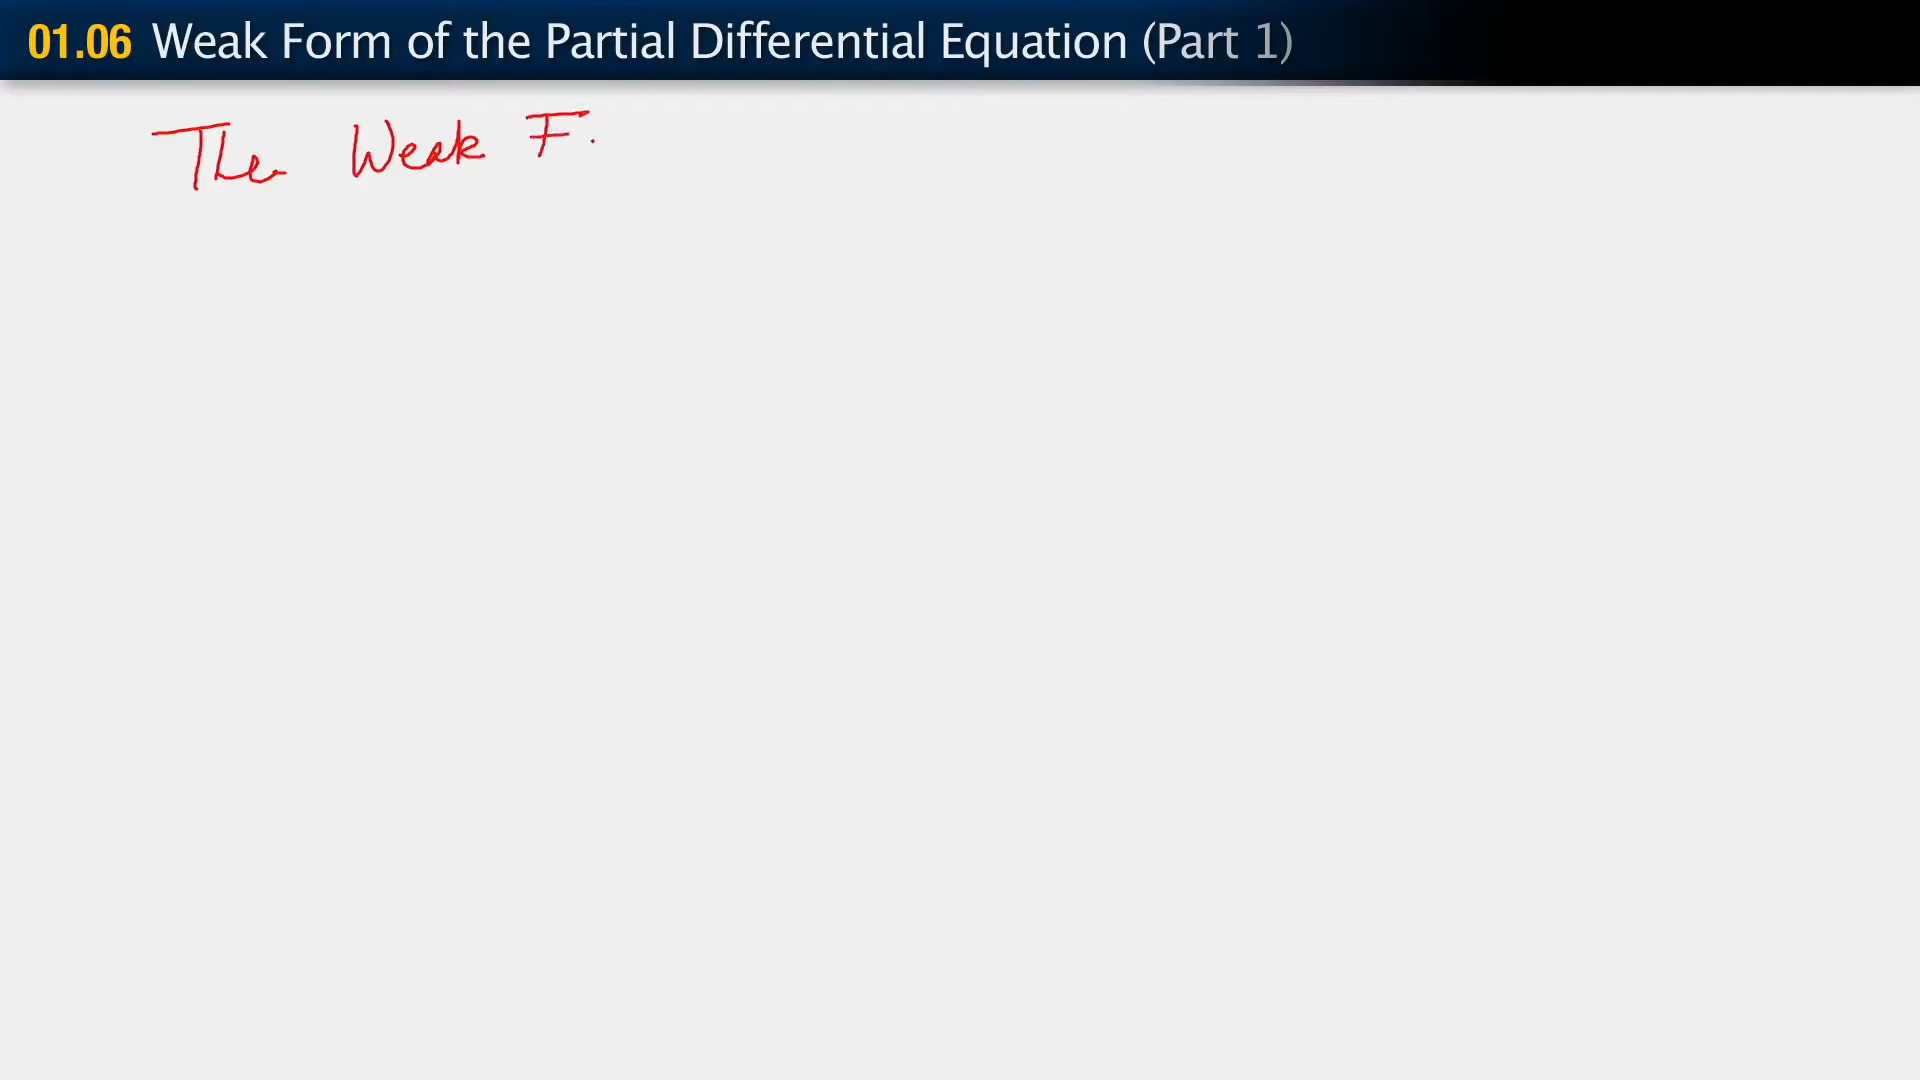 01.06 Weak Form of the Partial Differential Equation (Part 1)
The Weak F